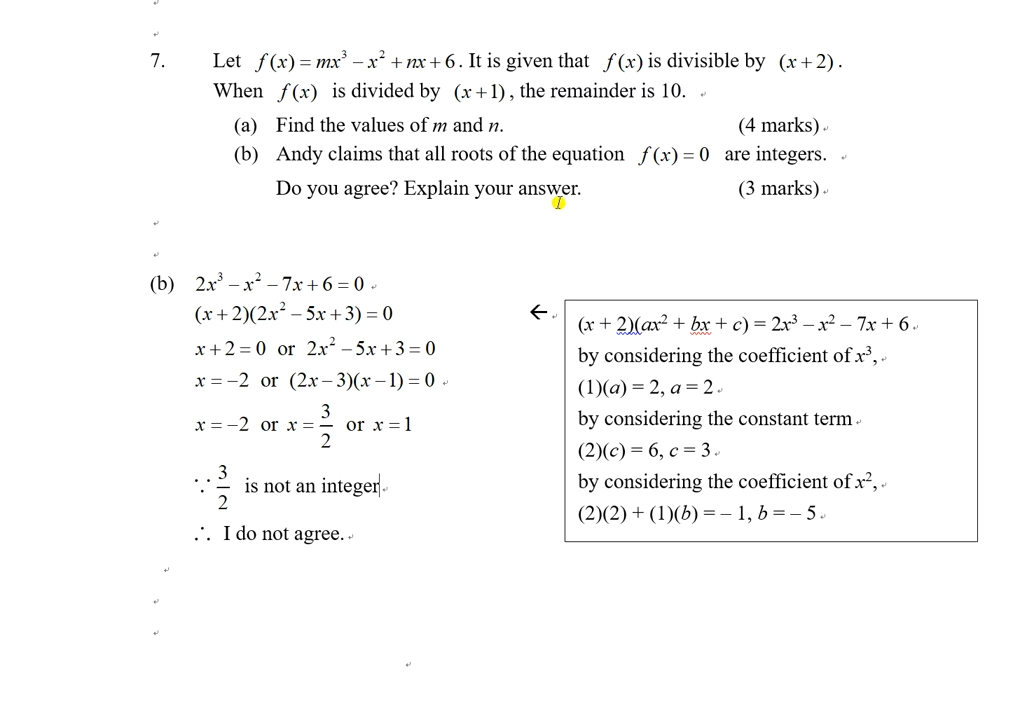 7. Let f(x) = mx³ − x² + nx + 6. It is given that f(x) is divisible by (x + 2).
When f(x) is divided by (x + 1), the remainder is 10.
(a) Find the values of m and n. (4 marks)
(b) Andy claims that all roots of the equation f(x) = 0 are integers.
Do you agree? Explain your answer. (3 marks)
(b) 2x³ − x² − 7x + 6 = 0
(x + 2)(2x² − 5x + 3) = 0
x + 2 = 0 or 2x² − 5x + 3 = 0
x = −2 or (2x − 3)(x − 1) = 0
x = −2 or x = 3/2 or x = 1
∵ 3/2 is not an integer
∴ I do not agree.
←
(x + 2)(ax² + bx + c) = 2x³ – x² – 7x + 6
by considering the coefficient of x³,
(1)(a) = 2, a = 2
by considering the constant term
(2)(c) = 6, c = 3
by considering the coefficient of x²,
(2)(2) + (1)(b) = – 1, b = – 5